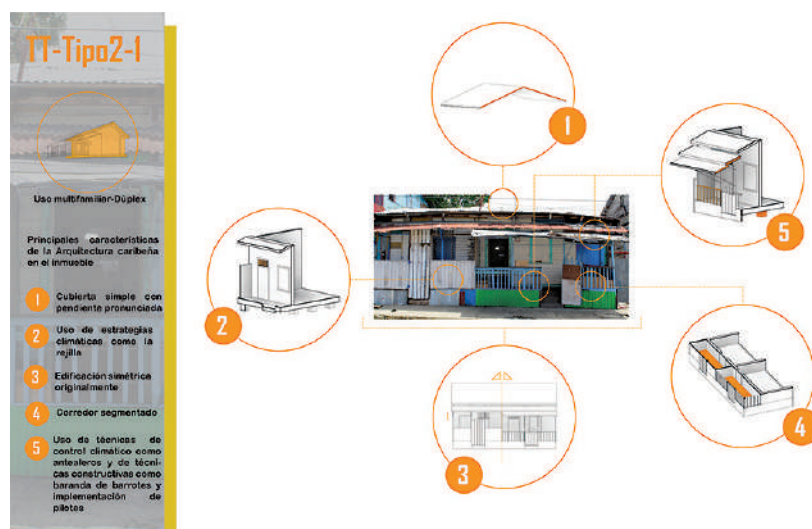 TT-Tipo2-1
Uso multifamiliar-Dúplex
Principales características
de la Arquitectura caribeña
en el inmueble
1 Cubierta simple con
pendiente pronunciada
2 Uso de estrategias
climáticas como la
rejilla
3 Edificación simétrica
originalmente
4 Corredor segmentado
5 Uso de técnicas de
control climático como
antealeros y de técni-
cas constructivas como
baranda de barrotes y
implementación de
pilotes
1
5
2
4
3